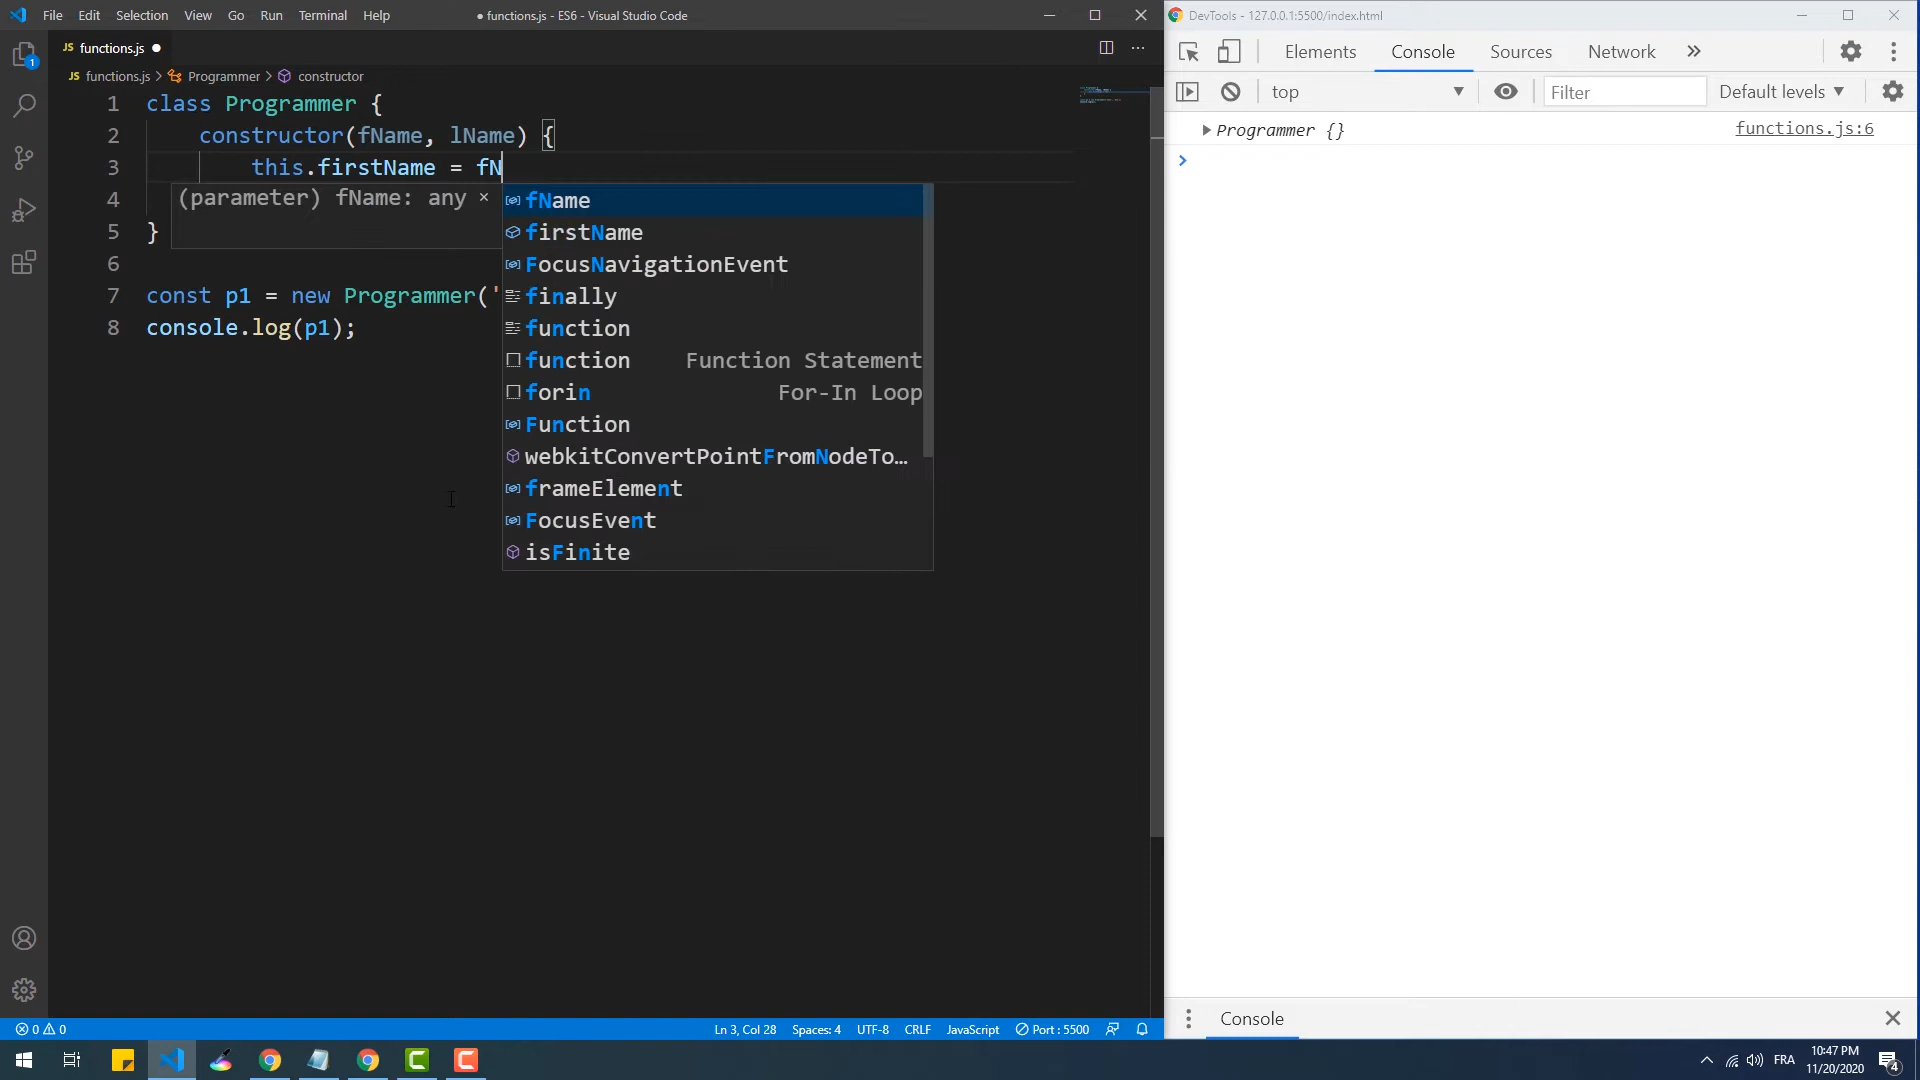 File Edit Selection View Go Run Terminal Help
● functions.js - ES6 - Visual Studio Code
DevTools - 127.0.0.1:5500/index.html
JS functions.js ●
JS functions.js > Programmer > constructor
Elements Console Sources Network »
top
Filter
Default levels ▼
1 class Programmer {
2 constructor(fName, lName) {
3 this.firstName = fN
4
5 }
6
7 const p1 = new Programmer('
8 console.log(p1);
(parameter) fName: any ×
fName
firstName
FocusNavigationEvent
finally
function
function Function Statement
forin For-In Loop
Function
webkitConvertPointFromNodeTo…
frameElement
FocusEvent
isFinite
Programmer {} functions.js:6
>
Console
1
0 0
Ln 3, Col 28 Spaces: 4 UTF-8 CRLF JavaScript Port : 5500
FRA
10:47 PM
11/20/2020
4